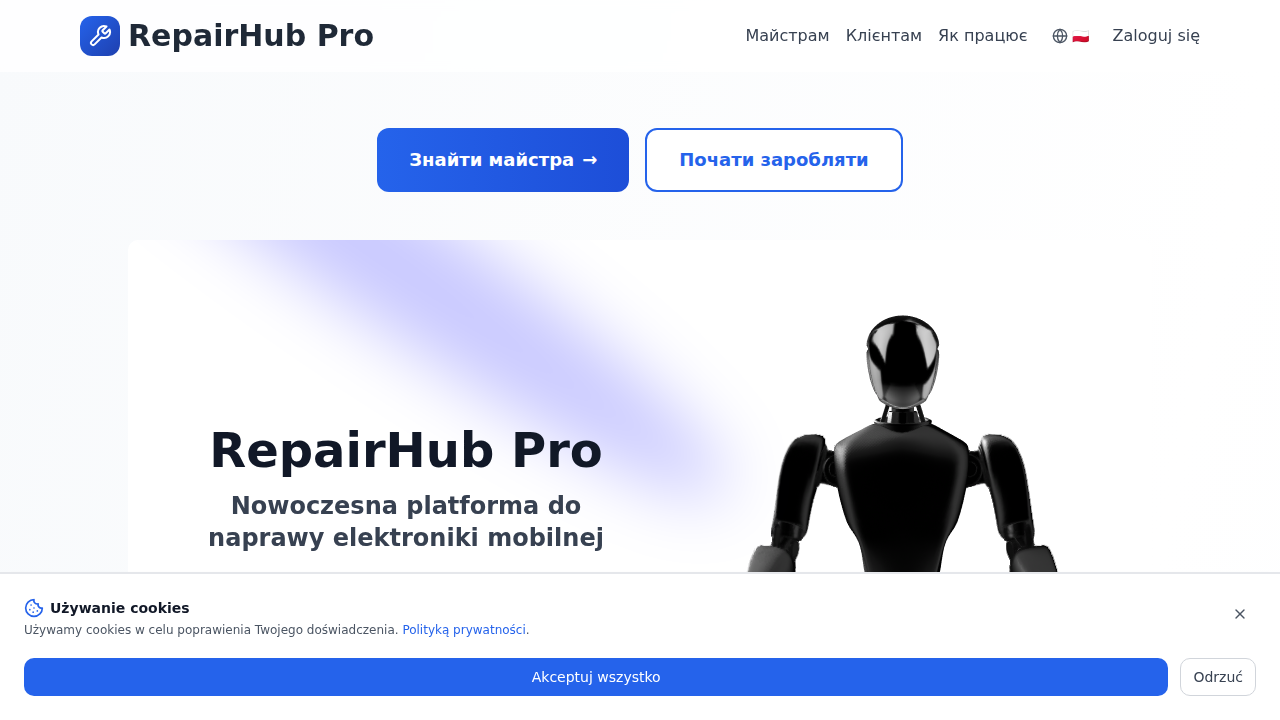 RepairHub Pro
Майстрам Клієнтам Як працює Zaloguj się
Знайти майстра →
Почати заробляти
RepairHub Pro
Nowoczesna platforma do
naprawy elektroniki mobilnej
Używanie cookies
Używamy cookies w celu poprawienia Twojego doświadczenia. Polityką prywatności.
Akceptuj wszystko
Odrzuć